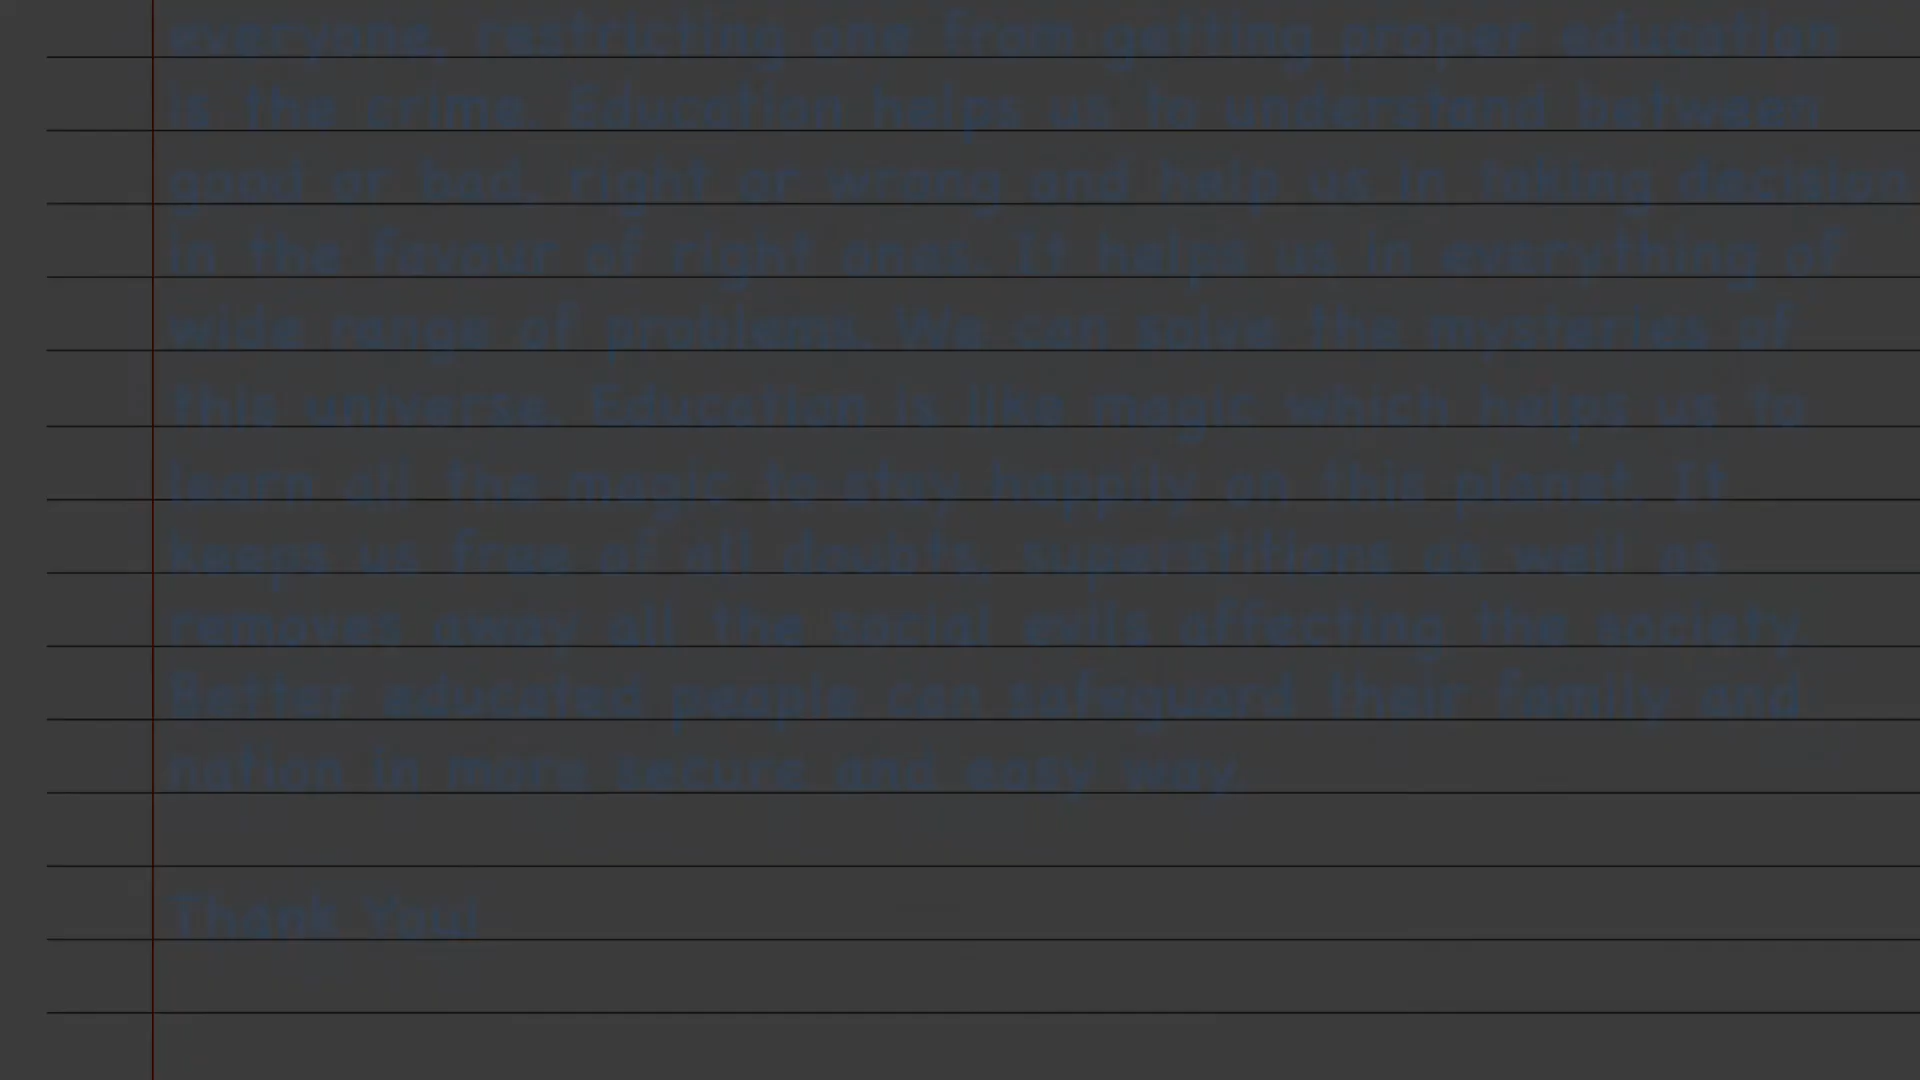 everyone, restricting one from getting proper education
is the crime. Education helps us to understand between
good or bad, right or wrong and help us in taking decision
in the favour of right ones. It helps us in everything of
wide range of problems. We can solve the mysteries of
this universe. Education is like magic which helps us to
learn all the magic to stay happily on this planet. It
keeps us free of all doubts, superstitions as well as
removes away all the social evils affecting the society.
Better educated people can safeguard their family and
nation in more secure and easy way.
Thank You!